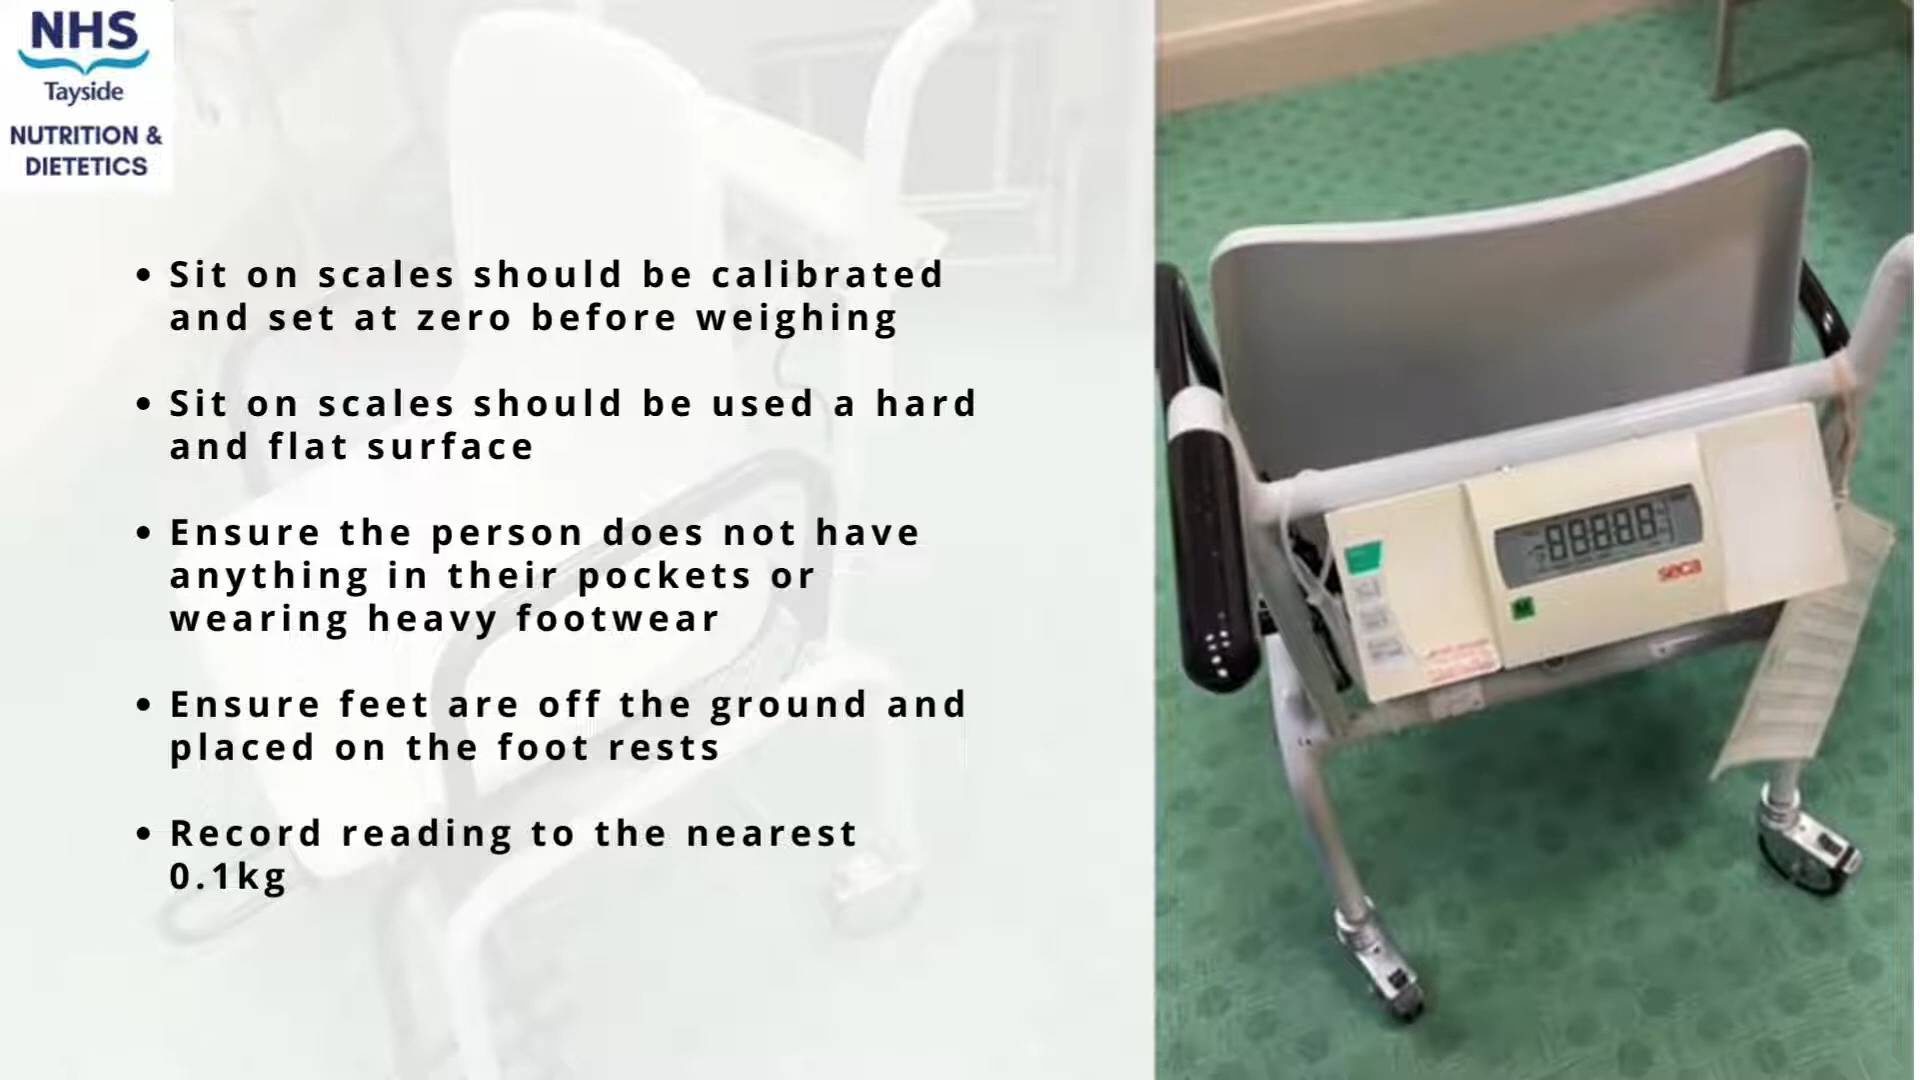 NHS
Tayside
NUTRITION &
DIETETICS
• Sit on scales should be calibrated
and set at zero before weighing
• Sit on scales should be used a hard
and flat surface
• Ensure the person does not have
anything in their pockets or
wearing heavy footwear
• Ensure feet are off the ground and
placed on the foot rests
• Record reading to the nearest
0.1kg
seca